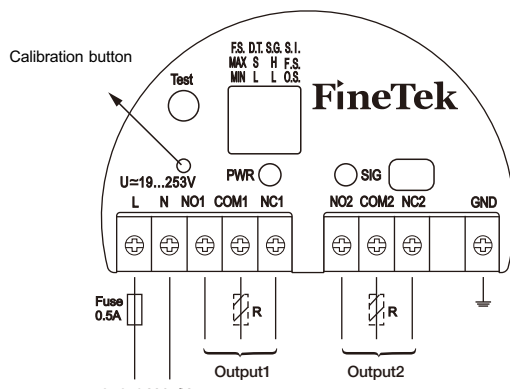 Calibration button
F.S. D.T. S.G. S.I.
MAX S H F.S.
MIN L L O.S.
Test
FineTek
PWR
SIG
U≃19...253V
L N NO1 COM1 NC1 NO2 COM2 NC2 GND
Fuse
0.5A
R
R
Output1
Output2